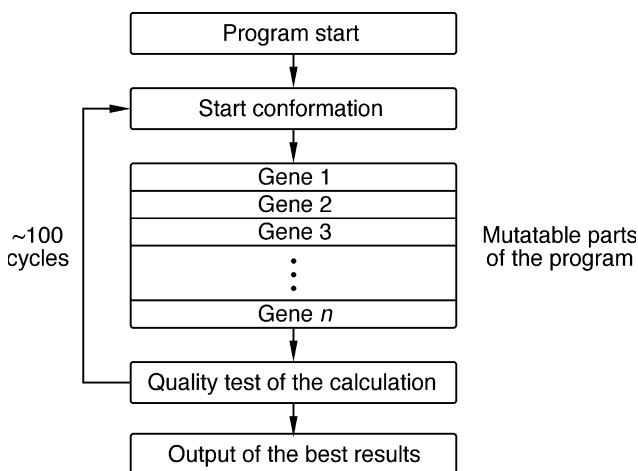 Program start
Start conformation
Gene 1
Gene 2
Gene 3
Gene n
~100
cycles
Mutatable parts
of the program
Quality test of the calculation
Output of the best results